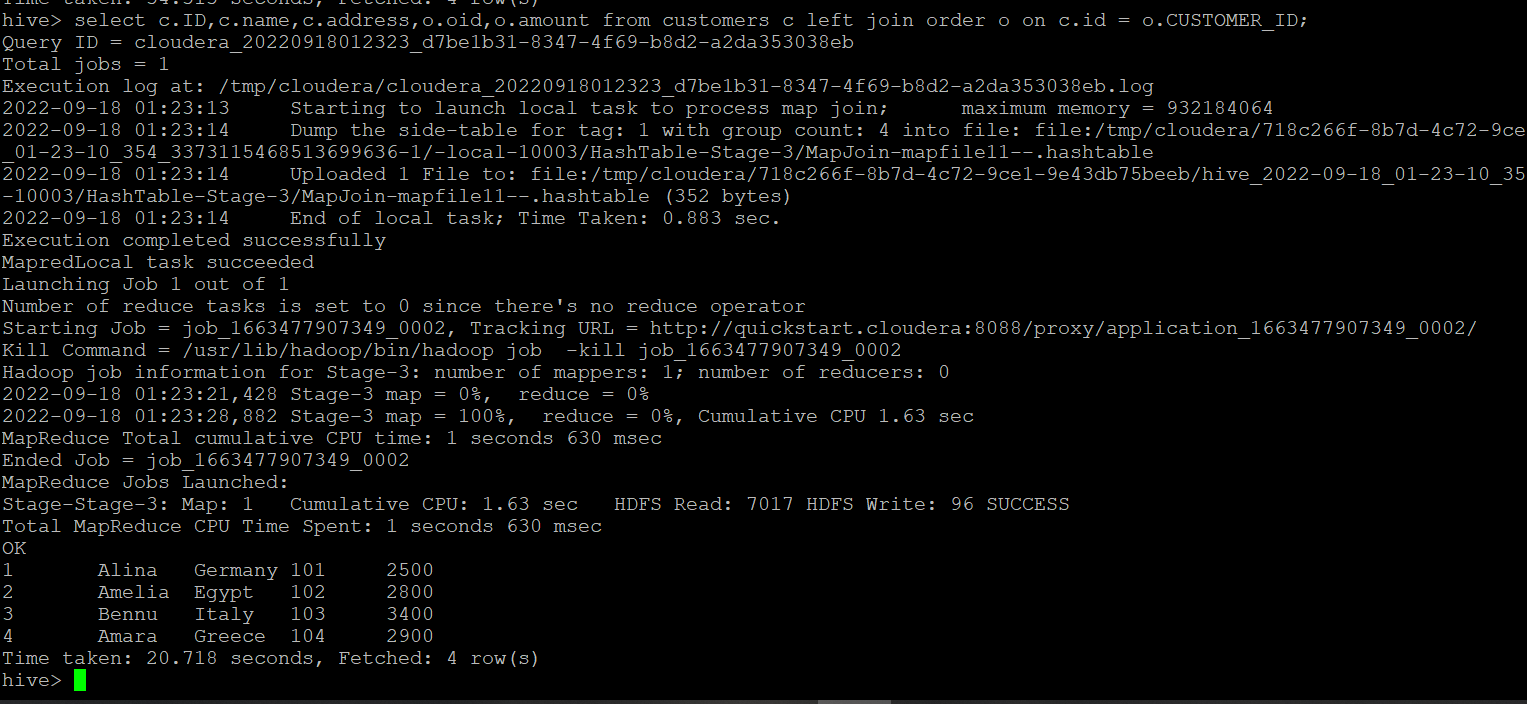 Time taken: 54.515 seconds, Fetched: 4 row(s)
hive> select c.ID,c.name,c.address,o.oid,o.amount from customers c left join order o on c.id = o.CUSTOMER_ID;
Query ID = cloudera_20220918012323_d7be1b31-8347-4f69-b8d2-a2da353038eb
Total jobs = 1
Execution log at: /tmp/cloudera/cloudera_20220918012323_d7be1b31-8347-4f69-b8d2-a2da353038eb.log
2022-09-18 01:23:13     Starting to launch local task to process map join;      maximum memory = 932184064
2022-09-18 01:23:14     Dump the side-table for tag: 1 with group count: 4 into file: file:/tmp/cloudera/718c266f-8b7d-4c72-9ce
_01-23-10_354_3373115468513699636-1/-local-10003/HashTable-Stage-3/MapJoin-mapfile11--.hashtable
2022-09-18 01:23:14     Uploaded 1 File to: file:/tmp/cloudera/718c266f-8b7d-4c72-9ce1-9e43db75beeb/hive_2022-09-18_01-23-10_35
-10003/HashTable-Stage-3/MapJoin-mapfile11--.hashtable (352 bytes)
2022-09-18 01:23:14     End of local task; Time Taken: 0.883 sec.
Execution completed successfully
MapredLocal task succeeded
Launching Job 1 out of 1
Number of reduce tasks is set to 0 since there's no reduce operator
Starting Job = job_1663477907349_0002, Tracking URL = http://quickstart.cloudera:8088/proxy/application_1663477907349_0002/
Kill Command = /usr/lib/hadoop/bin/hadoop job  -kill job_1663477907349_0002
Hadoop job information for Stage-3: number of mappers: 1; number of reducers: 0
2022-09-18 01:23:21,428 Stage-3 map = 0%,  reduce = 0%
2022-09-18 01:23:28,882 Stage-3 map = 100%,  reduce = 0%, Cumulative CPU 1.63 sec
MapReduce Total cumulative CPU time: 1 seconds 630 msec
Ended Job = job_1663477907349_0002
MapReduce Jobs Launched:
Stage-Stage-3: Map: 1   Cumulative CPU: 1.63 sec   HDFS Read: 7017 HDFS Write: 96 SUCCESS
Total MapReduce CPU Time Spent: 1 seconds 630 msec
OK
1       Alina   Germany 101     2500
2       Amelia  Egypt   102     2800
3       Bennu   Italy   103     3400
4       Amara   Greece  104     2900
Time taken: 20.718 seconds, Fetched: 4 row(s)
hive>